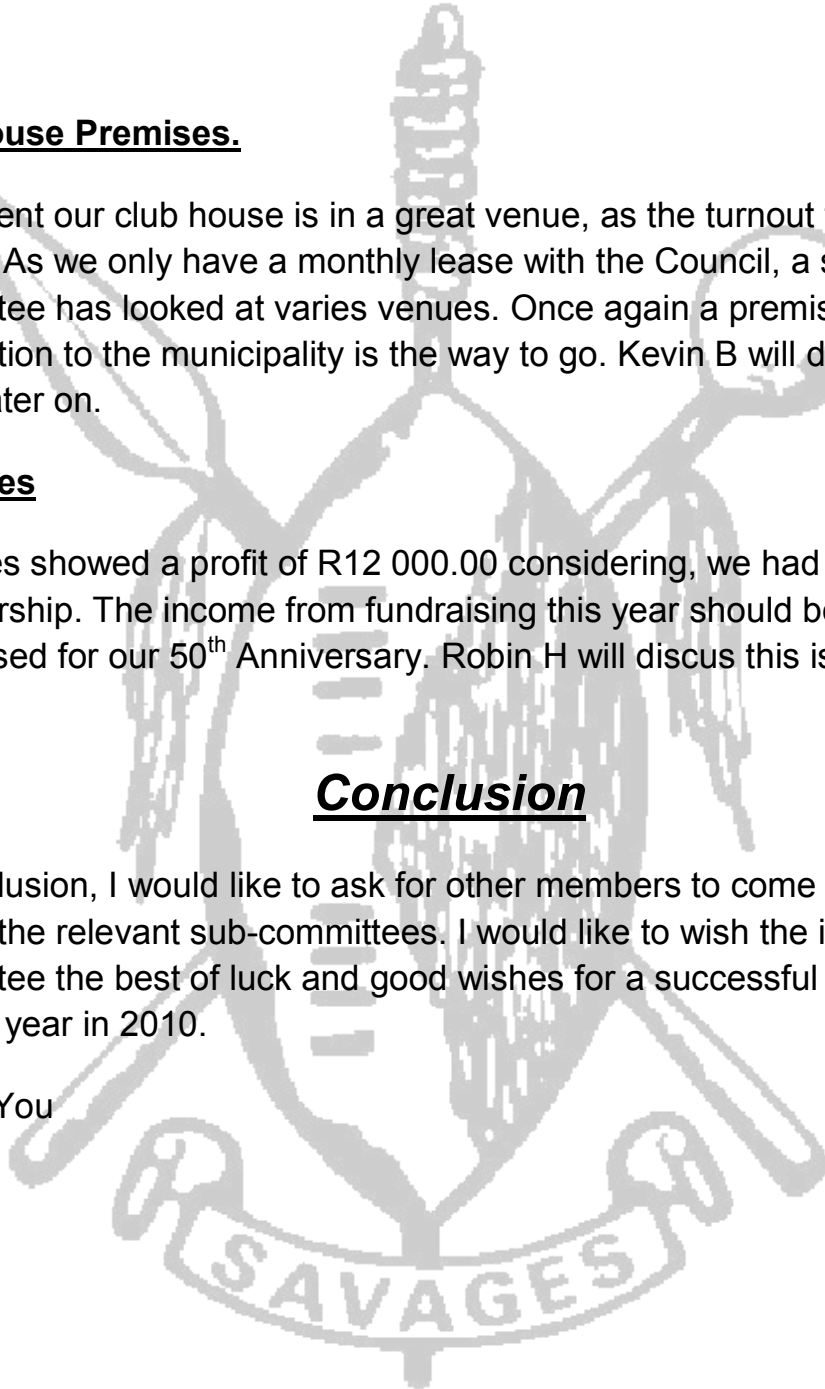 ouse Premises.
ent our club house is in a great venue, as the turnout
As we only have a monthly lease with the Council, a s
tee has looked at varies venues. Once again a premis
tion to the municipality is the way to go. Kevin B will d
ater on.
es
es showed a profit of R12 000.00 considering, we had
rship. The income from fundraising this year should be
sed for our 50th Anniversary. Robin H will discus this is
Conclusion
lusion, I would like to ask for other members to come
the relevant sub-committees. I would like to wish the i
tee the best of luck and good wishes for a successful
year in 2010.
You
SAVAGES